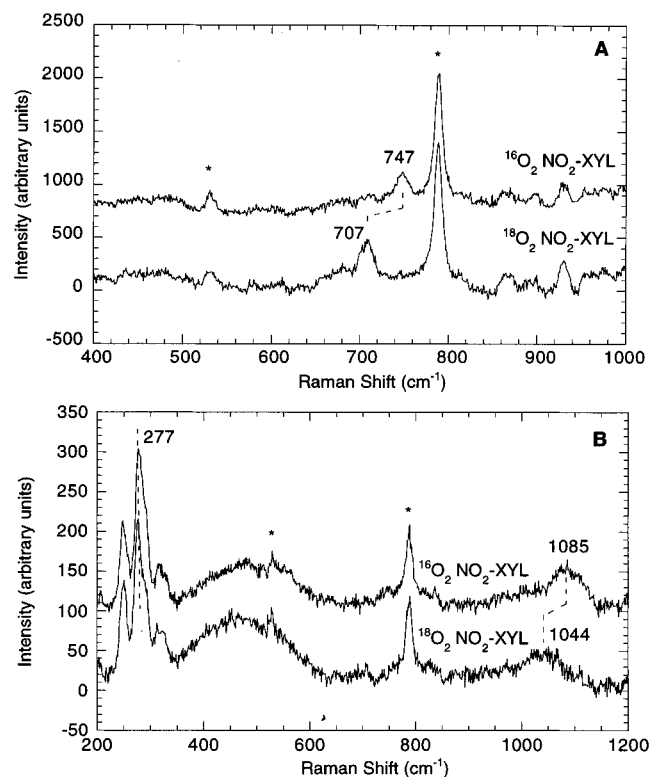 2500
2000
1500
1000
500
0
-500
Intensity (arbitrary units)
A
*
*
747
707
¹⁶O₂ NO₂-XYL
¹⁸O₂ NO₂-XYL
400 500 600 700 800 900 1000
Raman Shift (cm⁻¹)
350
300
250
200
150
100
50
0
-50
Intensity (arbitrary units)
B
277
*
*
1085
¹⁶O₂ NO₂-XYL
1044
¹⁸O₂ NO₂-XYL
200 400 600 800 1000 1200
Raman Shift (cm⁻¹)